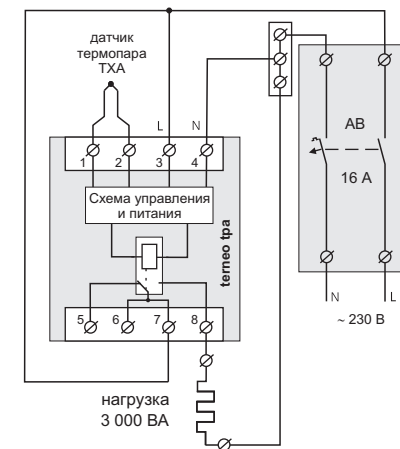 датчик
термопара
ТХА
L
N
1
2
3
4
Схема управления
и питания
terneo tpa
5
6
7
8
нагрузка
3 000 ВА
АВ
16 А
N
L
~ 230 В